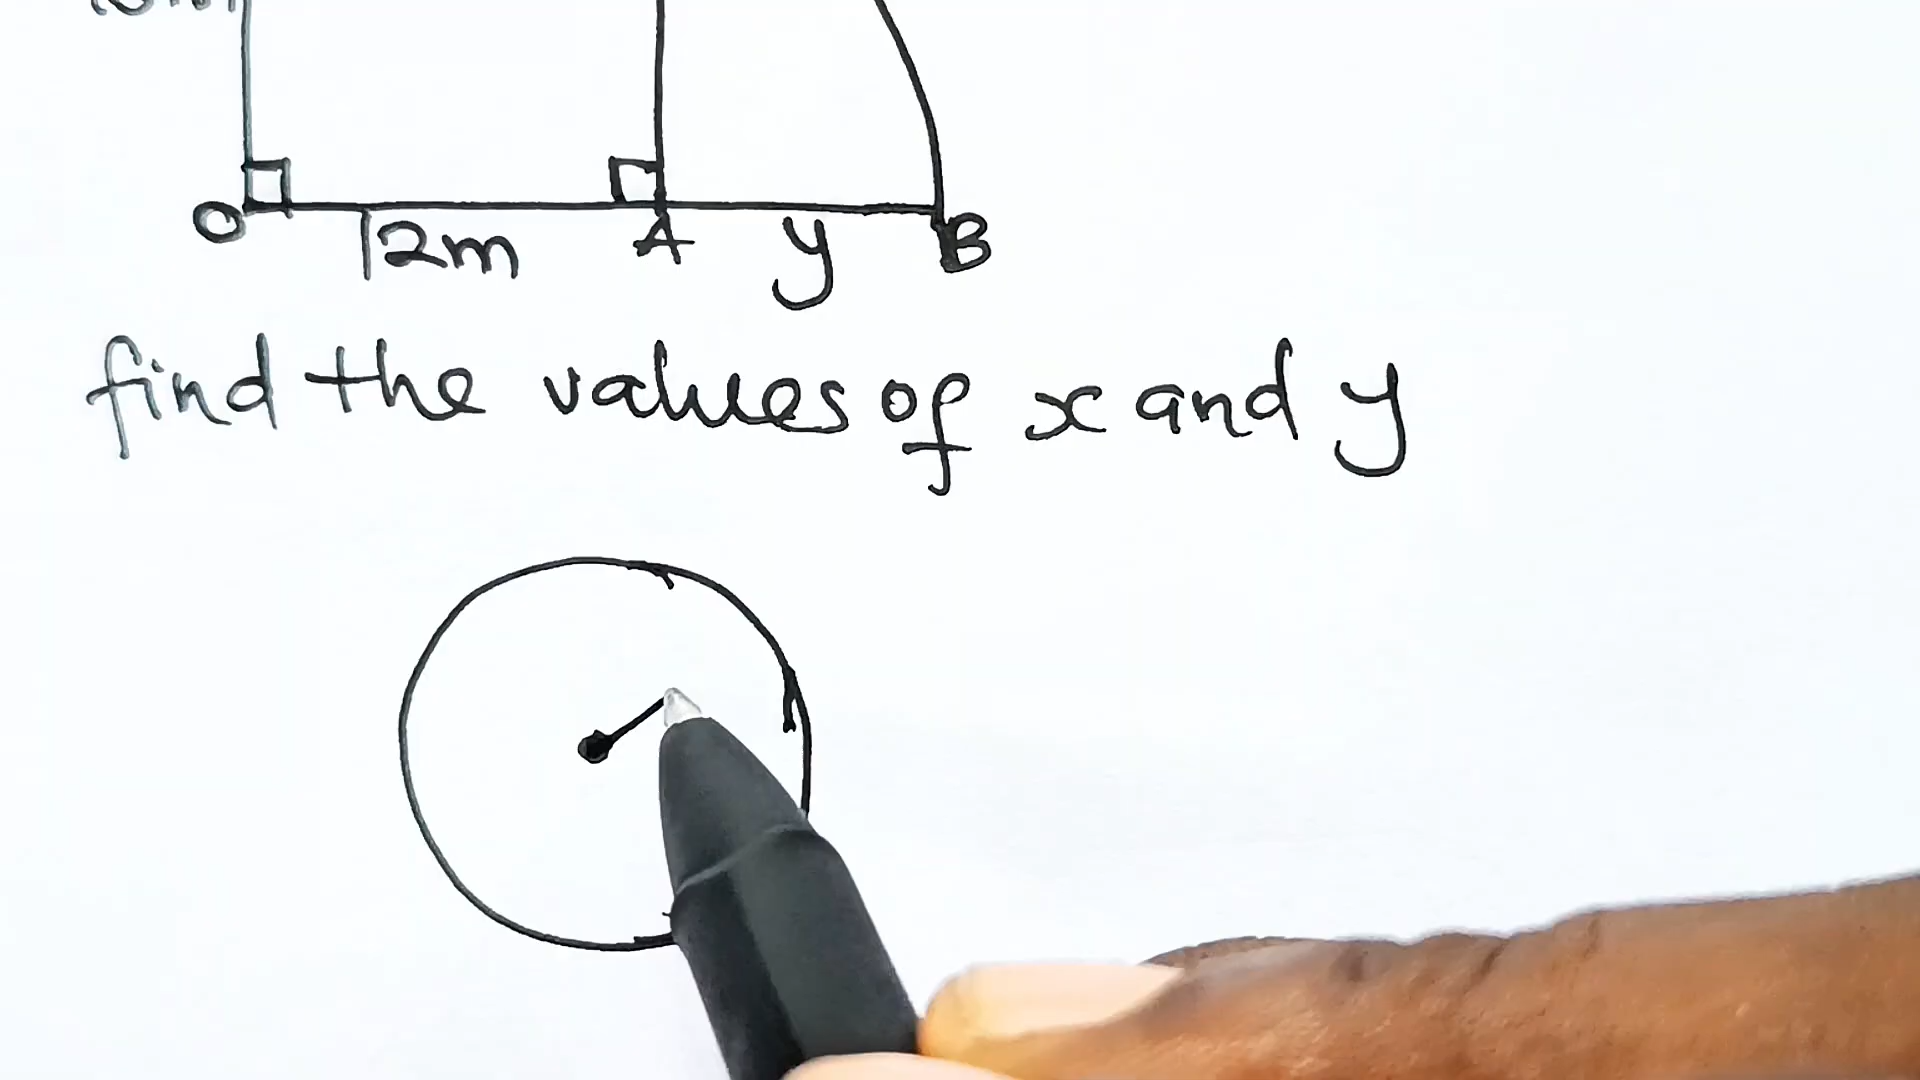 O 12m A y B
find the values of x and y